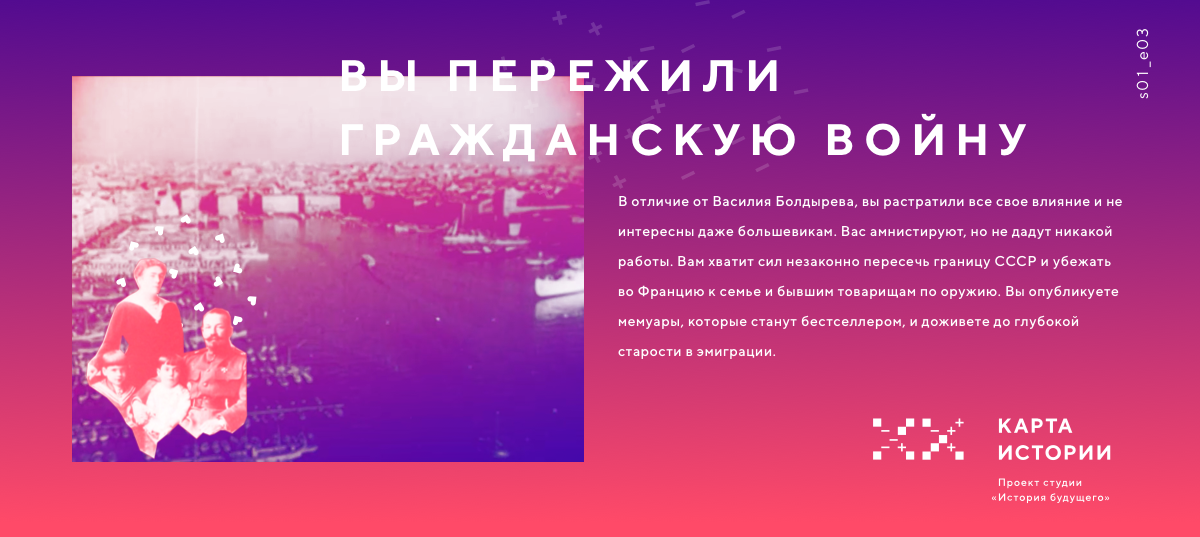 ВЫ ПЕРЕЖИЛИ
ГРАЖДАНСКУЮ ВОЙНУ
s01_e03
В отличие от Василия Болдырева, вы растратили все свое влияние и не
интересны даже большевикам. Вас амнистируют, но не дадут никакой
работы. Вам хватит сил незаконно пересечь границу СССР и убежать
во Францию к семье и бывшим товарищам по оружию. Вы опубликуете
мемуары, которые станут бестселлером, и доживете до глубокой
старости в эмиграции.
КАРТА
ИСТОРИИ
Проект студии
«История будущего»